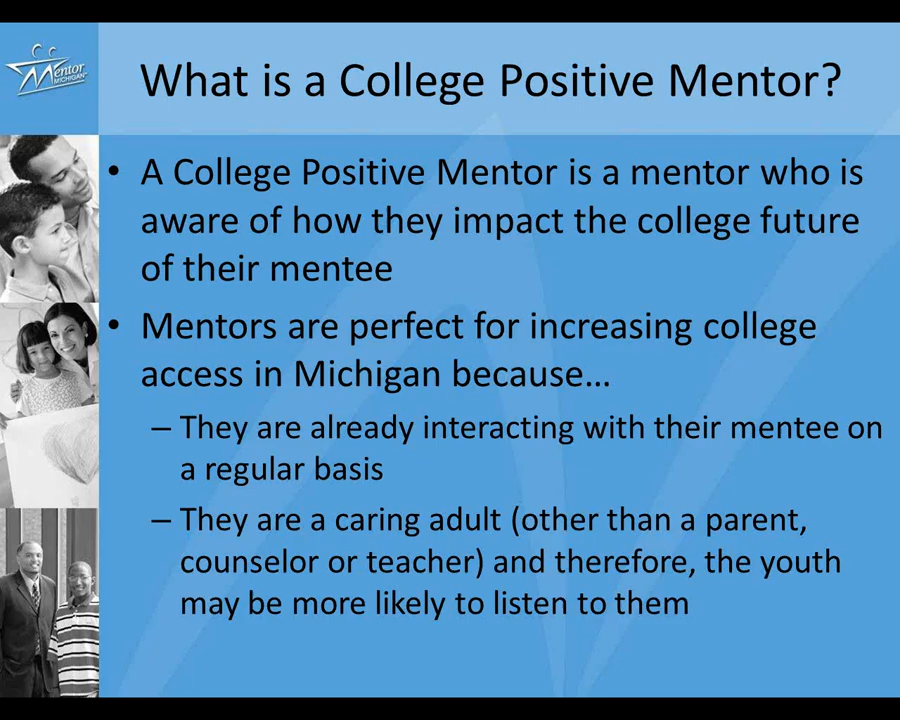 Mentor
MICHIGAN
What is a College Positive Mentor?
• A College Positive Mentor is a mentor who is
aware of how they impact the college future
of their mentee
• Mentors are perfect for increasing college
access in Michigan because…
– They are already interacting with their mentee on
a regular basis
– They are a caring adult (other than a parent,
counselor or teacher) and therefore, the youth
may be more likely to listen to them